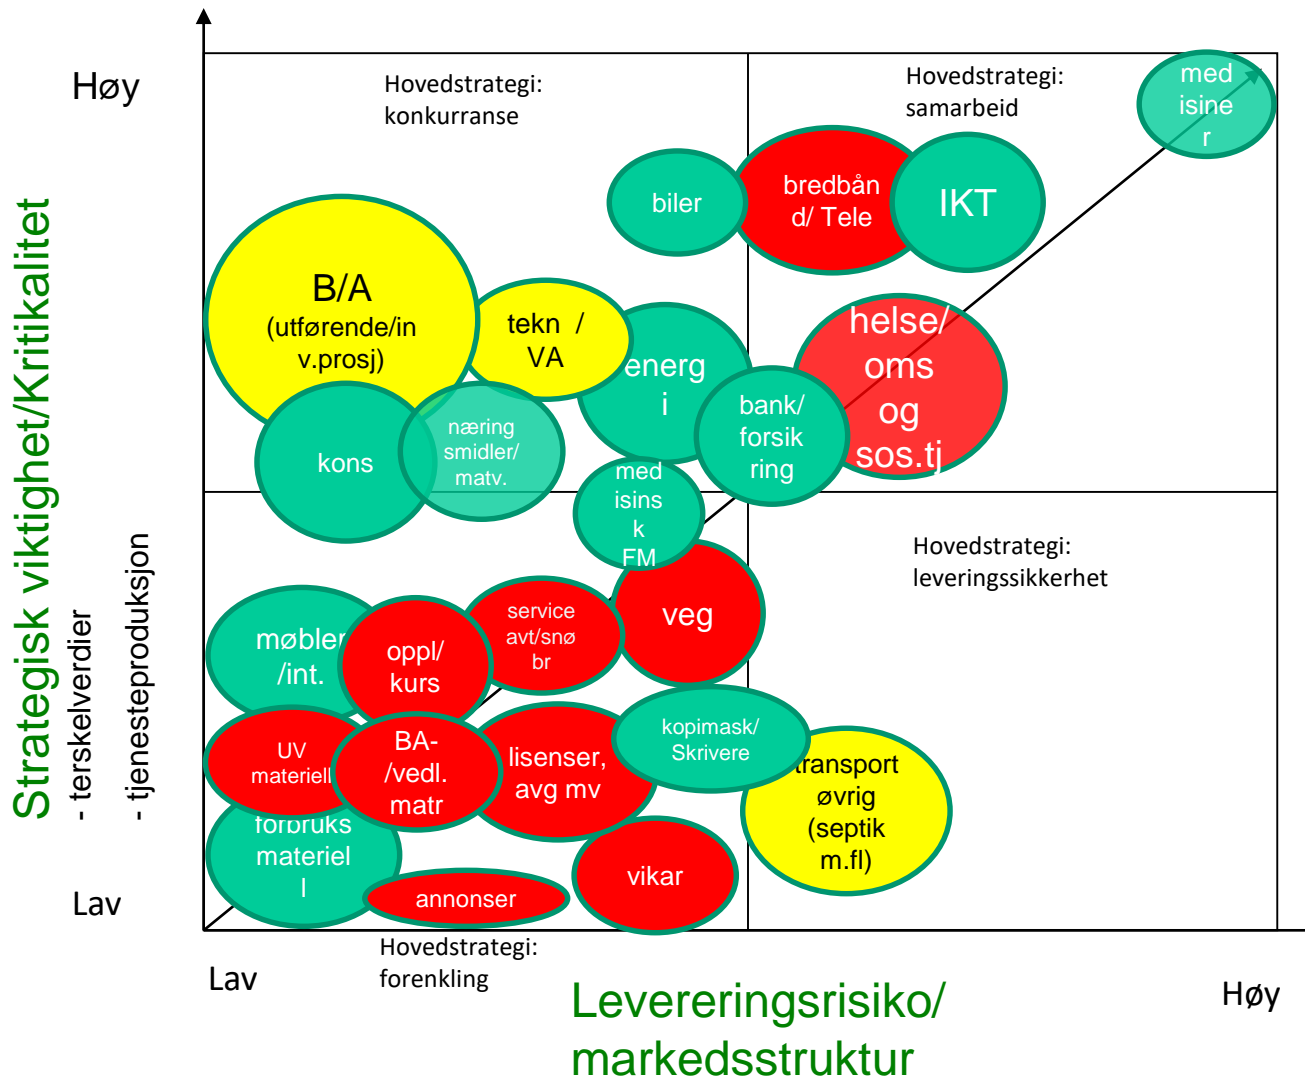 Høy
Hovedstrategi:
konkurranse
Hovedstrategi:
samarbeid
med
isine
r
biler
bredbån
d/ Tele
IKT
B/A
(utførende/in
v.prosj)
tekn /
VA
energ
i
helse/
oms
og
sos.tj
bank/
forsik
ring
kons
næring
smidler/
matv.
med
isins
k
FM
Hovedstrategi:
leveringssikkerhet
Strategisk viktighet/Kritikalitet
- terskelverdier
- tjenesteproduksjon
møbler
/int.
oppl/
kurs
service
avt/snø
br
veg
UV
materiell
BA-
/vedl.
matr
lisenser,
avg mv
kopimask/
Skrivere
transport
øvrig
(septik
m.fl)
forbruks
materiel
l
annonser
vikar
Lav
Hovedstrategi:
forenkling
Lav
Høy
Levereringsrisiko/
markedsstruktur